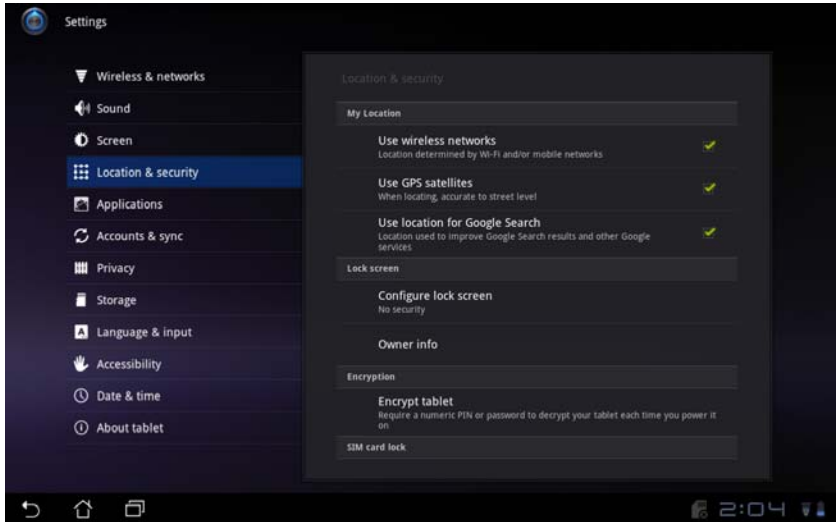 Settings
Wireless & networks
Sound
Screen
Location & security
Applications
Accounts & sync
Privacy
Storage
Language & input
Accessibility
Date & time
About tablet
Location & security
My Location
Use wireless networks
Location determined by Wi-Fi and/or mobile networks
Use GPS satellites
When locating, accurate to street level
Use location for Google Search
Location used to improve Google Search results and other Google
services
Lock screen
Configure lock screen
No security
Owner info
Encryption
Encrypt tablet
Require a numeric PIN or password to decrypt your tablet each time you power it
on
SIM card lock
2:04